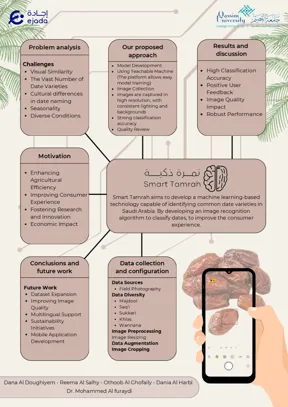 إجادة
ejada
Qassim
University
Problem analysis
Challenges
Visual Similarity
The Vast Number of
Date Varieties
Cultural differences
in date naming
Seasonality
Diverse Conditions
Our proposed
approach
Model Development
Using Teachable Machine
(The platform allows easy
model training)
Image Collection
Images are captured in
high resolution, with
consistent lighting and
backgrounds
Strong classification
accuracy
Quality Review
Results and
discussion
High Classification
Accuracy
Positive User
Feedback
Image Quality
Impact
Robust Performance
Motivation
Enhancing
Agricultural
Efficiency
Improving Consumer
Experience
Fostering Research
and Innovation
Economic Impact
تمرة ذكية
Smart Tamrah
Smart Tamrah aims to develop a machine learning-based
technology capable of identifying common date varieties in
Saudi Arabia. By developing an image recognition
algorithm to classify dates, to improve the consumer
experience.
Conclusions and
future work
Future Work
Dataset Expansion
Improving Image
Quality
Multilingual Support
Sustainability
Initiatives
Mobile Application
Development
Data collection
and configuration
Data Sources
Field Photography
Data Diversity
Majdool
Saq'i
Sukkari
Khlas
Wannana
Image Preprocessing
Image Resizing
Data Augmentation
Image Cropping
Dana Al Doughiyem - Reema Al Salhy - Othoob Al Ghofaily - Dania Al Harbi
Dr. Mohammed Al furaydi